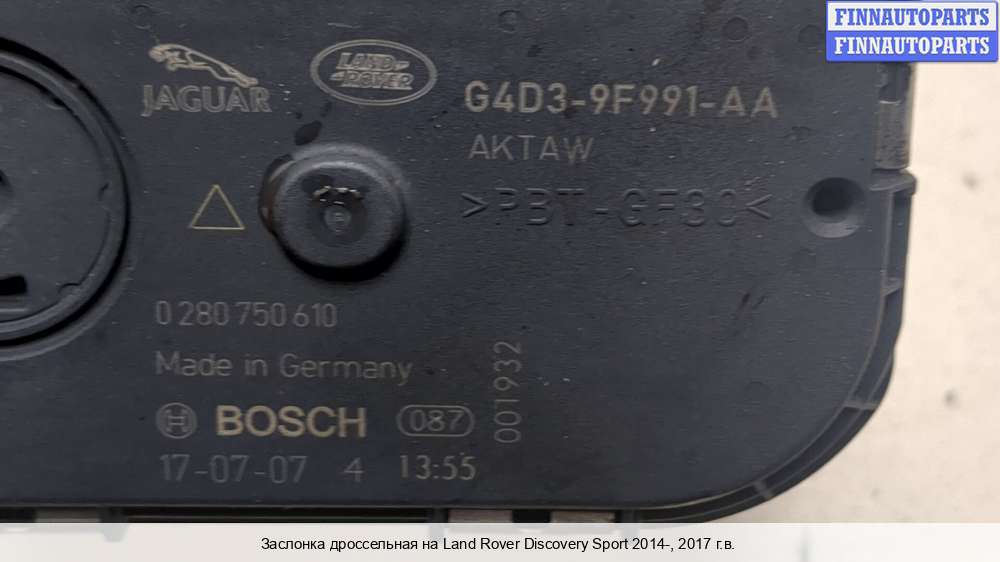 FINNAUTOPARTS
FINNAUTOPARTS
JAGUAR
LAND ROVER
G4D3-9F991-AA
AKTAW
>PBT-GF30<
0 280 750 610
Made in Germany
001932
BOSCH 087
17-07-07 4 13:55
Заслонка дроссельная на Land Rover Discovery Sport 2014-, 2017 г.в.